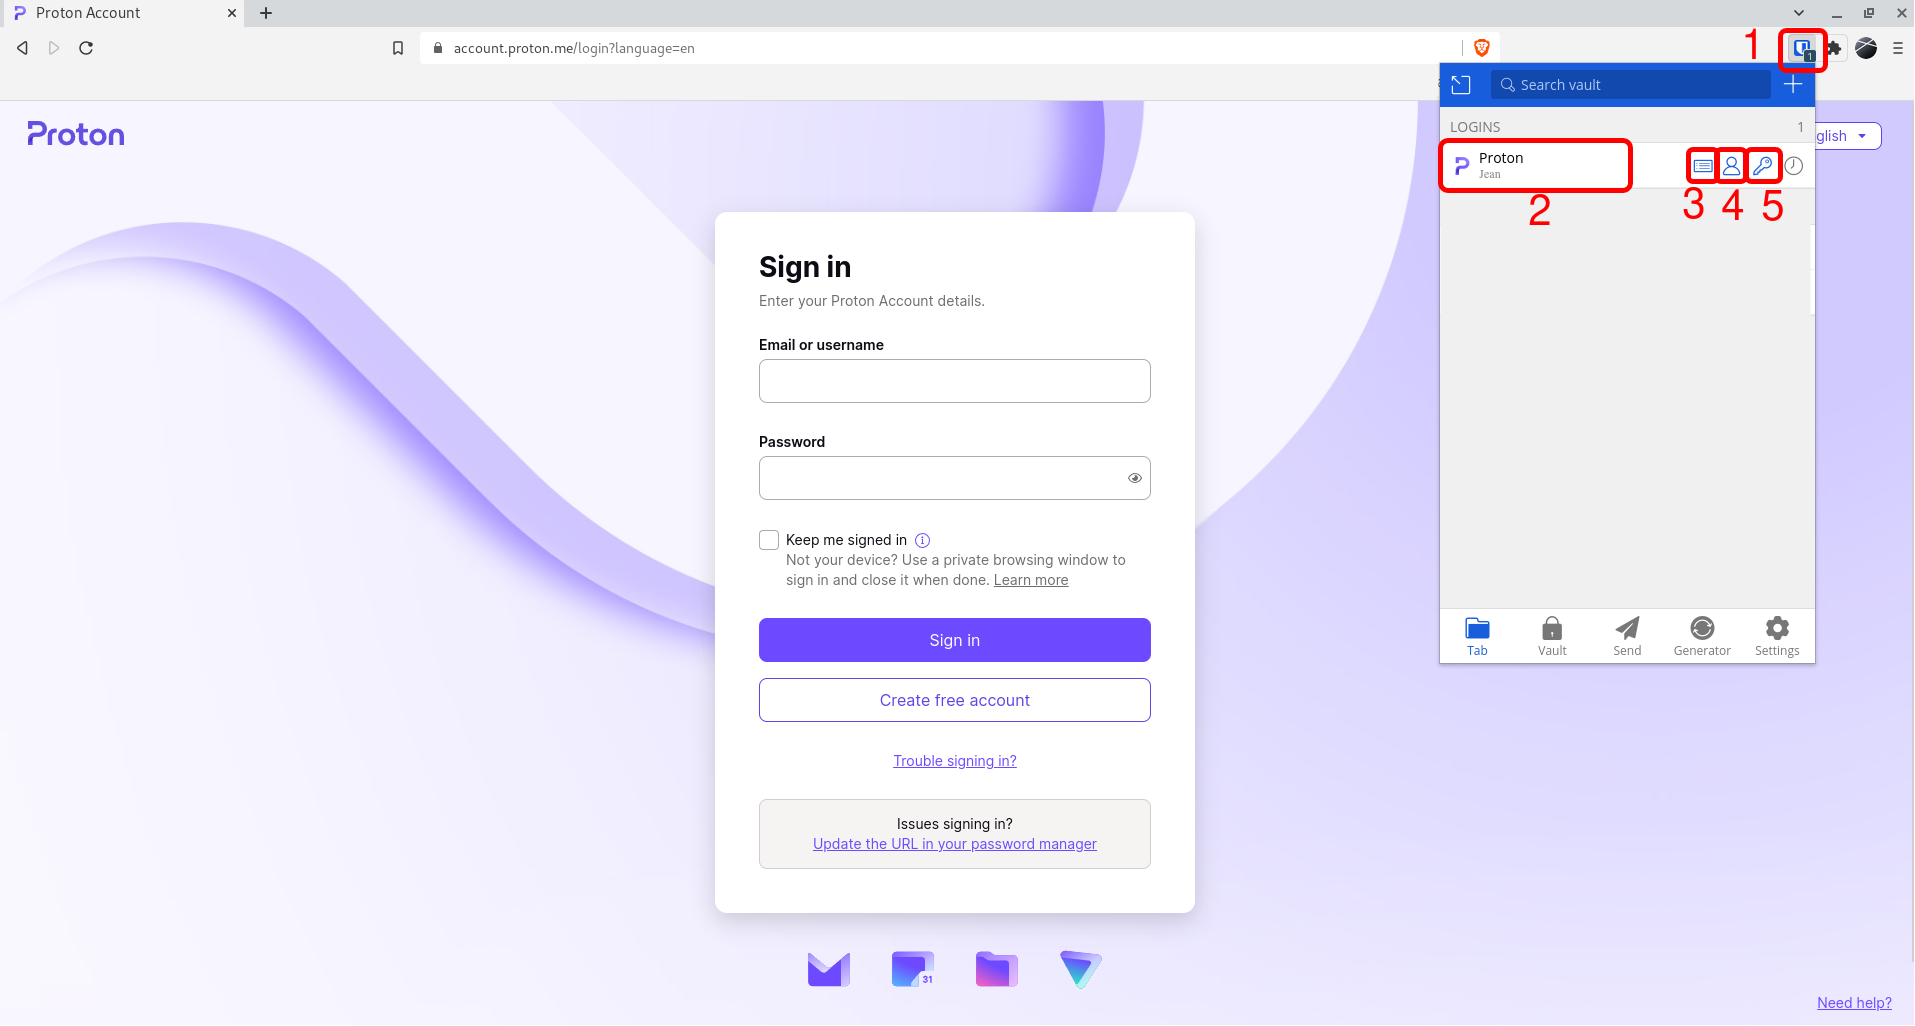 Proton Account
account.proton.me/login?language=en
1
1
Search vault
LOGINS
1
Proton
glish
Proton
Jean
2
3
4
5
Sign in
Enter your Proton Account details.
Email or username
Password
Keep me signed in
Not your device? Use a private browsing window to
sign in and close it when done. Learn more
Sign in
Create free account
Trouble signing in?
Issues signing in?
Update the URL in your password manager
Tab
Vault
Send
Generator
Settings
31
Need help?